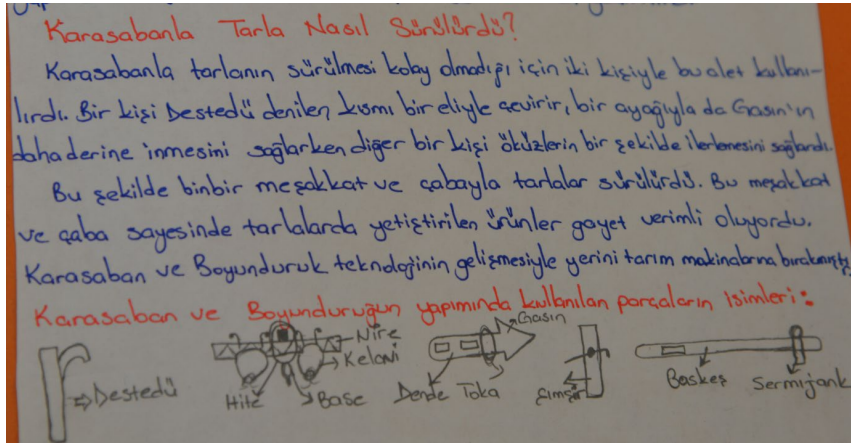 Karasabanla Tarla Nasıl Sürülürdü?
Karasabanla tarlanın sürülmesi kolay olmadığı için iki kişiyle bu alet kullanı-
lırdı. Bir kişi Destedü denilen kısmı bir eliyle çevirir, bir ayağıyla da Gasın'ın
daha derine inmesini sağlarken diğer bir kişi öküzlerin bir şekilde ilerlemesini sağlardı.
Bu şekilde binbir meşakkat ve çabayla tarlalar sürülürdü. Bu meşakkat
ve çaba sayesinde tarlalarda yetiştirilen ürünler gayet verimli oluyordu.
Karasaban ve Boyunduruk teknolojinin gelişmesiyle yerini tarım makinalarına bırakmıştı.
Karasaban ve Boyunduruğun yapımında kullanılan parçaların isimleri:
Destedü
Nire
Kelani
Hite
Base
Gasın
Dende Toka
Şimşir
Baskeş
Sermijank